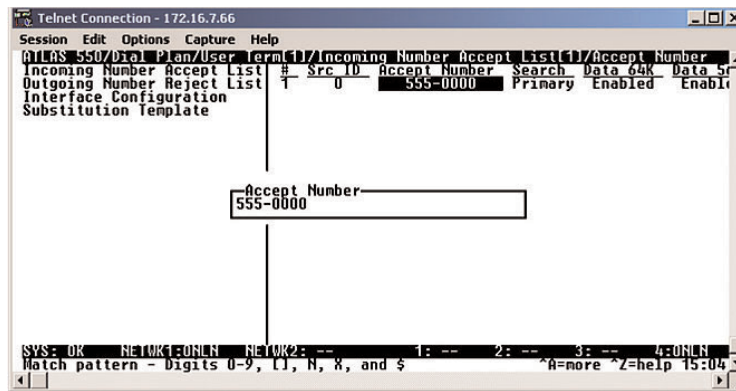 Telnet Connection - 172.16.7.66
Session Edit Options Capture Help
ATLAS 550/Dial Plan/User Term[1]/Incoming Number Accept List[1]/Accept Number
Incoming Number Accept List # Src ID Accept Number Search Data 64K Data 5
Outgoing Number Reject List 1 0 555-0000 Primary Enabled Enable
Interface Configuration
Substitution Template
Accept Number
555-0000
SYS: OK NETWK1:ONLN NETWK2: -- 1: -- 2: -- 3: -- 4:ONLN
Match pattern - Digits 0-9, [], N, X, and $ ^A=more ^Z=help 15:04